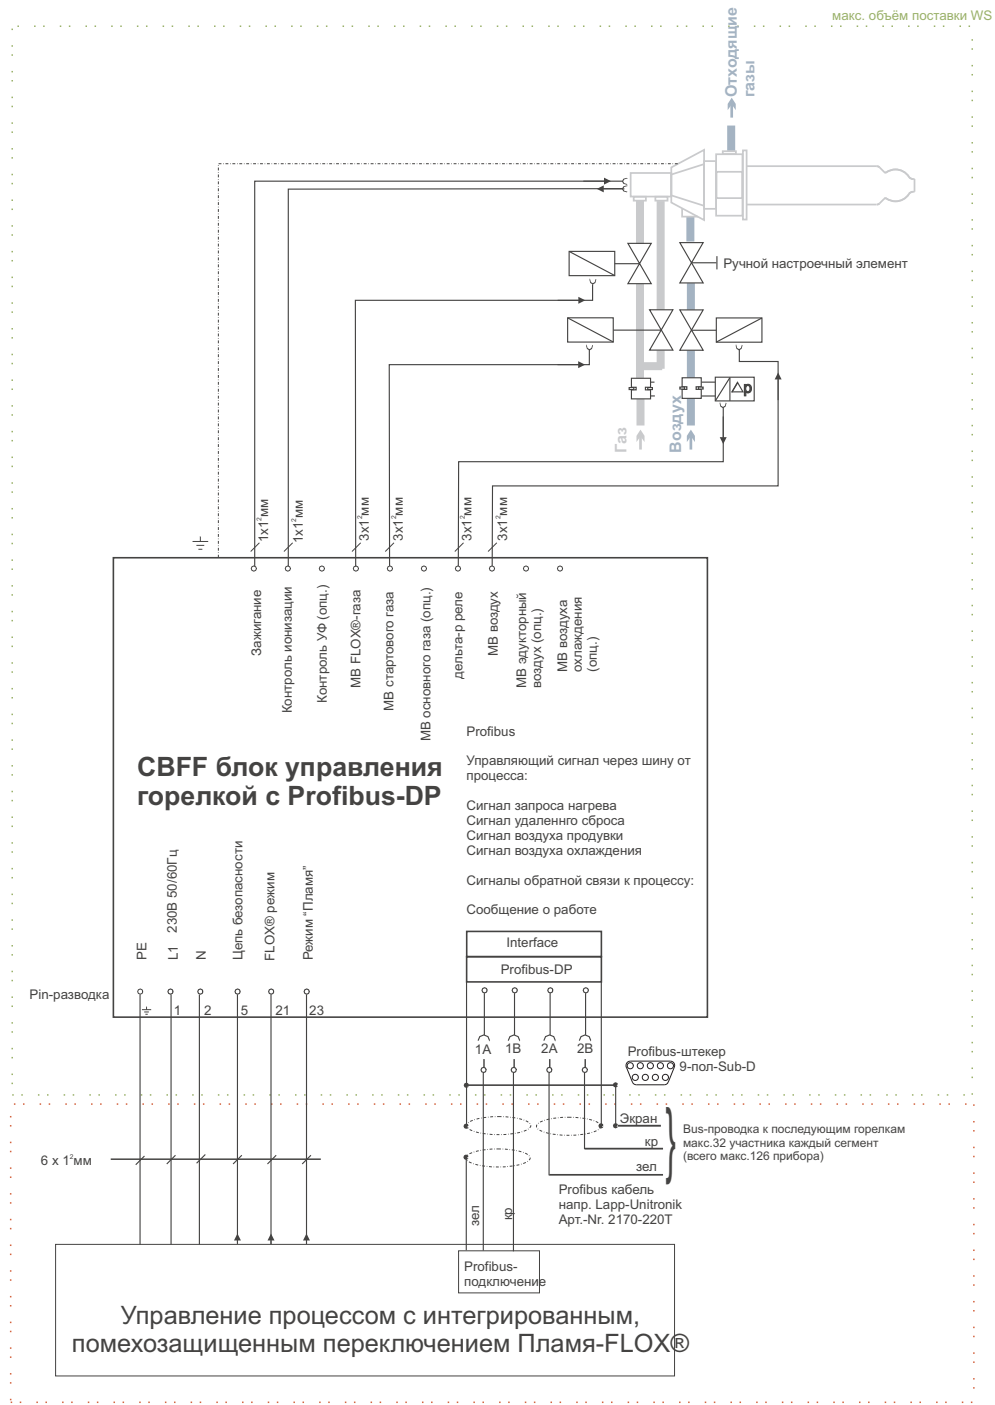 макс. объём поставки WS
Отходящие
газы
Ручной настроечный элемент
Δp
Газ
Воздух
1x1²мм
1x1²мм
3x1²мм
3x1²мм
3x1²мм
3x1²мм
Зажигание
Контроль ионизации
Контроль УФ (опц.)
МВ FLOX®-газа
МВ стартового газа
МВ основного газа (опц.)
дельта-р реле
МВ воздух
МВ эдукторный
воздух (опц.)
МВ воздуха
охлаждения
(опц.)
Profibus
CBFF блок управления
горелкой с Profibus-DP
Управляющий сигнал через шину от
процесса:
Сигнал запроса нагрева
Сигнал удаленнго сброса
Сигнал воздуха продувки
Сигнал воздуха охлаждения
Сигналы обратной связи к процессу:
Сообщение о работе
PE
L1 230В 50/60Гц
N
Цепь безопасности
FLOX® режим
Режим “Пламя”
Interface
Profibus-DP
Pin-разводка
1
2
5
21
23
1A
1B
2A
2B
Profibus-штекер
9-пол-Sub-D
Экран
кр
зел
Bus-проводка к последующим горелкам
макс.32 участника каждый сегмент
(всего макс.126 прибора)
6 x 1²мм
Profibus кабель
напр. Lapp-Unitronik
Арт.-Nr. 2170-220T
зел
кр
Profibus-
подключение
Управление процессом с интегрированным,
помехозащищенным переключением Пламя-FLOX®